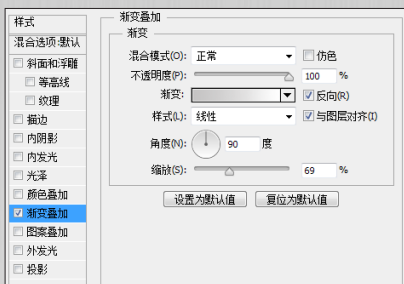 样式
混合选项:默认
斜面和浮雕
等高线
纹理
描边
内阴影
内发光
光泽
颜色叠加
渐变叠加
图案叠加
外发光
投影
渐变叠加
渐变
混合模式(O): 正常 仿色
不透明度(P): 100 %
渐变: 反向(R)
样式(L): 线性 与图层对齐(I)
角度(N): 90 度
缩放(S): 69 %
设置为默认值 复位为默认值